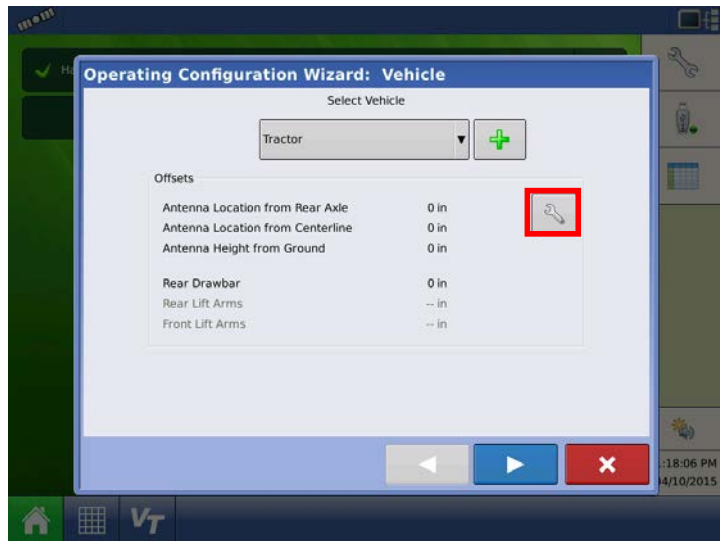 Operating Configuration Wizard: Vehicle
Select Vehicle
Tractor
Offsets
Antenna Location from Rear Axle 0 in
Antenna Location from Centerline 0 in
Antenna Height from Ground 0 in
Rear Drawbar 0 in
Rear Lift Arms -- in
Front Lift Arms -- in
:18:06 PM
04/10/2015
VT